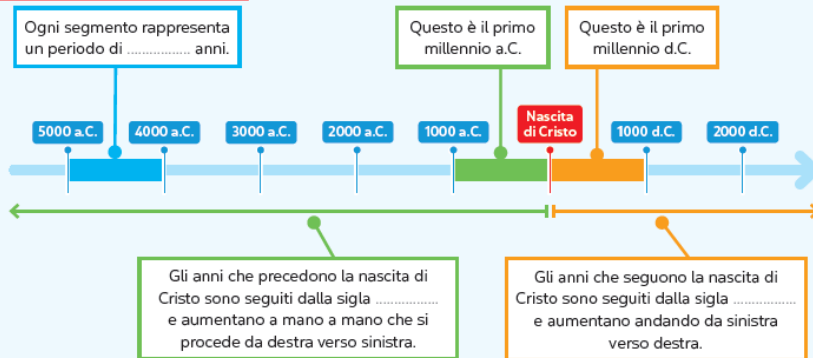 Ogni segmento rappresenta
un periodo di ................ anni.
Questo è il primo
millennio a.C.
Questo è il primo
millennio d.C.
5000 a.C.
4000 a.C.
3000 a.C.
2000 a.C.
1000 a.C.
Nascita
di Cristo
1000 d.C.
2000 d.C.
Gli anni che precedono la nascita di
Cristo sono seguiti dalla sigla ................
e aumentano a mano a mano che si
procede da destra verso sinistra.
Gli anni che seguono la nascita di
Cristo sono seguiti dalla sigla ................
e aumentano andando da sinistra
verso destra.